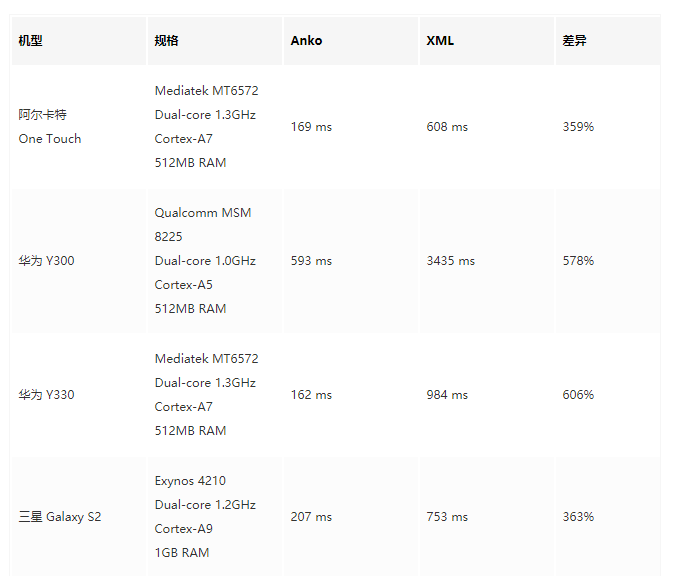 机型 规格 Anko XML 差异
阿尔卡特
One Touch
Mediatek MT6572
Dual-core 1.3GHz
Cortex-A7
512MB RAM
169 ms
608 ms
359%
华为 Y300
Qualcomm MSM
8225
Dual-core 1.0GHz
Cortex-A5
512MB RAM
593 ms
3435 ms
578%
华为 Y330
Mediatek MT6572
Dual-core 1.3GHz
Cortex-A7
512MB RAM
162 ms
984 ms
606%
三星 Galaxy S2
Exynos 4210
Dual-core 1.2GHz
Cortex-A9
1GB RAM
207 ms
753 ms
363%